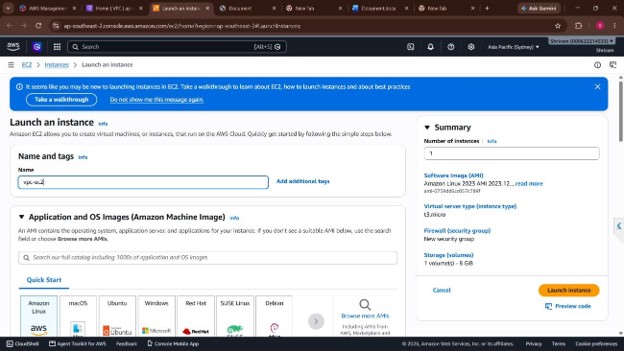 AWS Managemen
Home | VPC | ap
Launch an instanc
Document
New Tab
Document.docx
New Tab
Ask Gemini
ap-southeast-2.console.aws.amazon.com/ec2/home?region=ap-southeast-2#LaunchInstances:
aws
Search
[Alt+S]
Asia Pacific (Sydney)
Shriram
EC2 > Instances > Launch an instance
It seems like you may be new to launching instances in EC2. Take a walkthrough to learn about EC2, how to launch instances and about best practices
Take a walkthrough
Do not show me this message again.
Launch an instance Info
Amazon EC2 allows you to create virtual machines, or instances, that run on the AWS Cloud. Quickly get started by following the simple steps below.
Name and tags Info
Name
vpc-ec2
Add additional tags
Application and OS Images (Amazon Machine Image) Info
An AMI contains the operating system, application server, and applications for your instance. If you don't see a suitable AMI below, use the search
field or choose Browse more AMIs.
Search our full catalog including 1000s of application and OS images
Quick Start
Amazon
Linux
aws
macOS
Mac
Ubuntu
ubuntu
Windows
Microsoft
Red Hat
Red Hat
SUSE Linux
SUSE
Debian
Browse more AMIs
Including AMIs from
AWS, Marketplace and
Summary
Number of instances Info
1
Software Image (AMI)
Amazon Linux 2023 AMI 2023.12...read more
Virtual server type (instance type)
t3.micro
Firewall (security group)
New security group
Storage (volumes)
1 volume(s) - 8 GiB
Cancel
Launch instance
Preview code
CloudShell
Agent Toolkit for AWS
Feedback
Console Mobile App
© 2026, Amazon Web Services, Inc. or its affiliates.
Privacy
Terms
Cookie preferences